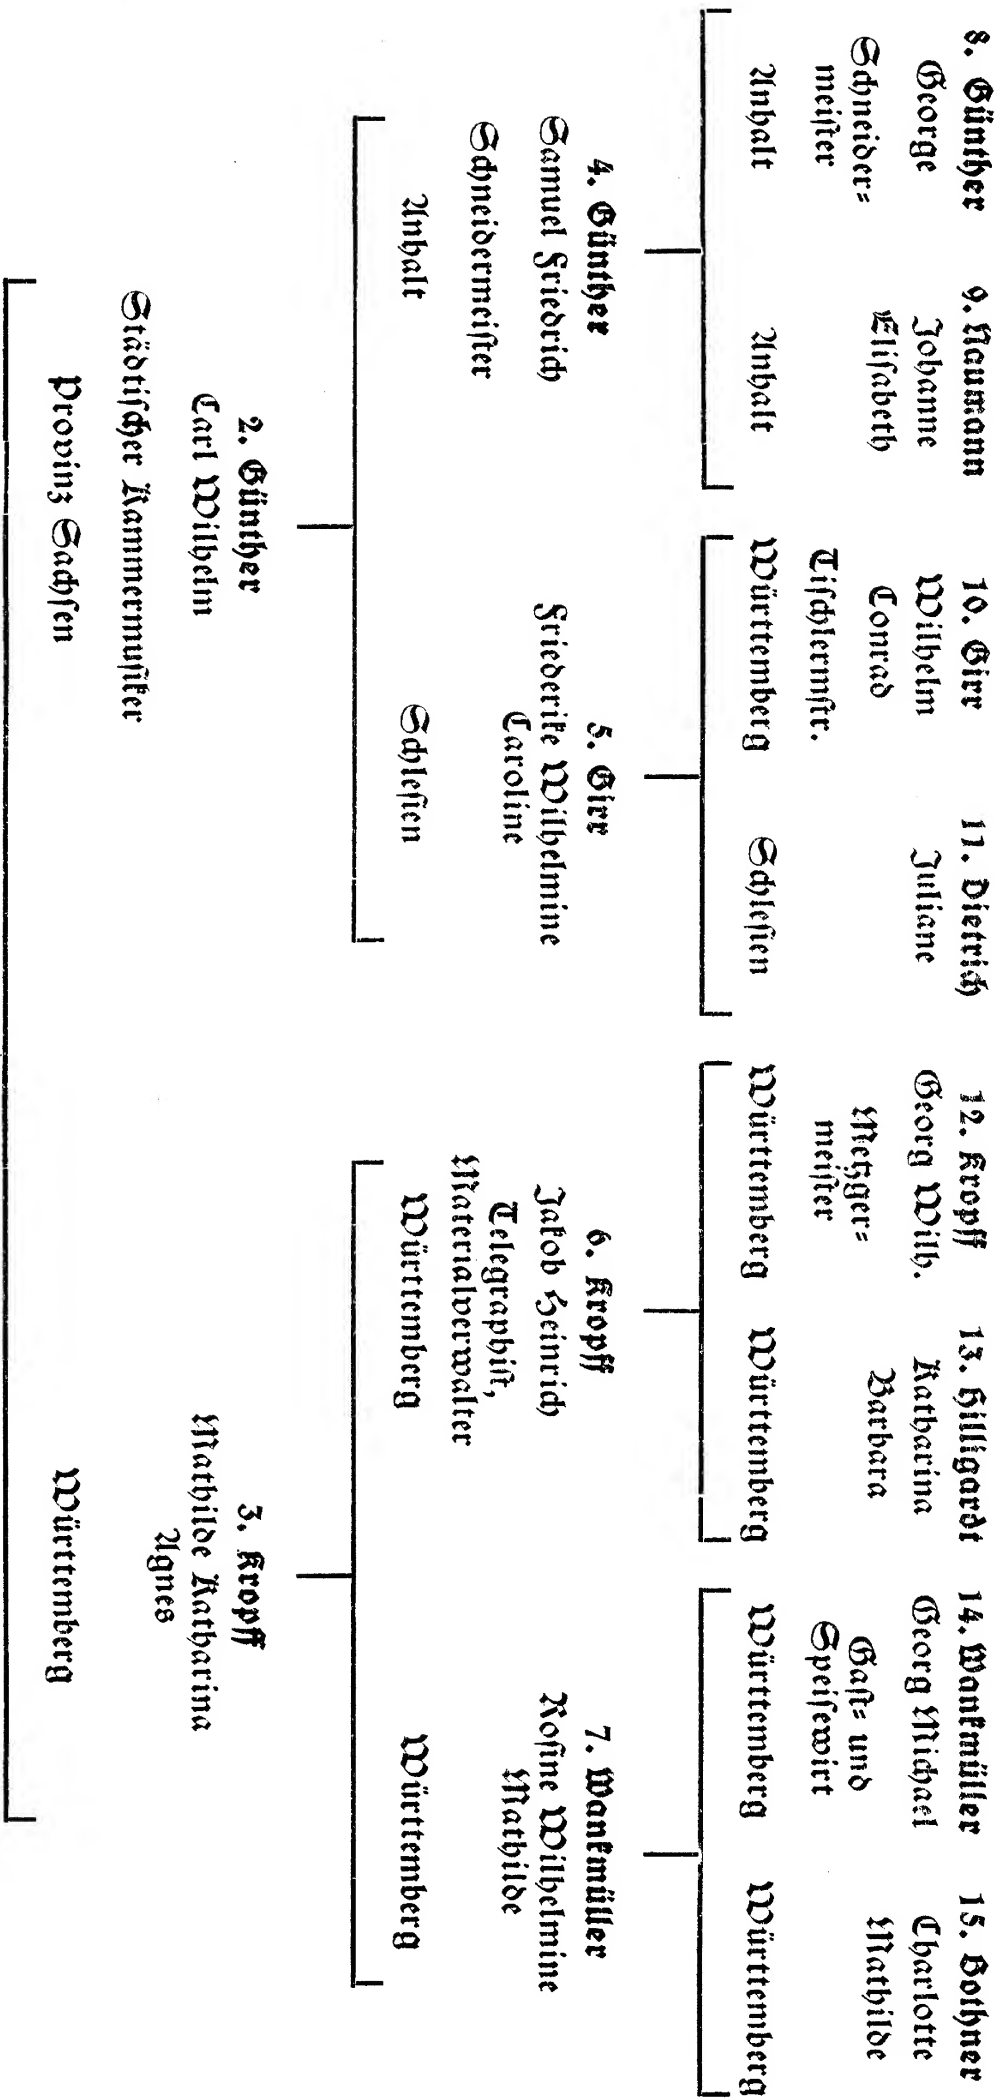 8. Günther
George
Schneider=
meister
Anhalt
9. Naumann
Johanne
Elisabeth
Anhalt
10. Girr
Wilhelm
Conrad
Tischlermstr.
Württemberg
11. Dietrich
Juliane
Schlesien
12. Kropff
Georg Wilh.
Metzger=
meister
Württemberg
13. Hilligardt
Katharina
Barbara
Württemberg
14. Wankmüller
Georg Michael
Gast= und
Speisewirt
Württemberg
15. Bothner
Charlotte
Mathilde
Württemberg
4. Günther
Samuel Friedrich
Schneidermeister
Anhalt
5. Girr
Friederike Wilhelmine
Caroline
Schlesien
6. Kropff
Jakob Heinrich
Telegraphist,
Materialverwalter
Württemberg
7. Wankmüller
Rosine Wilhelmine
Mathilde
Württemberg
2. Günther
Carl Wilhelm
Städtischer Kammermusiker
Provinz Sachsen
3. Kropff
Mathilde Katharina
Agnes
Württemberg